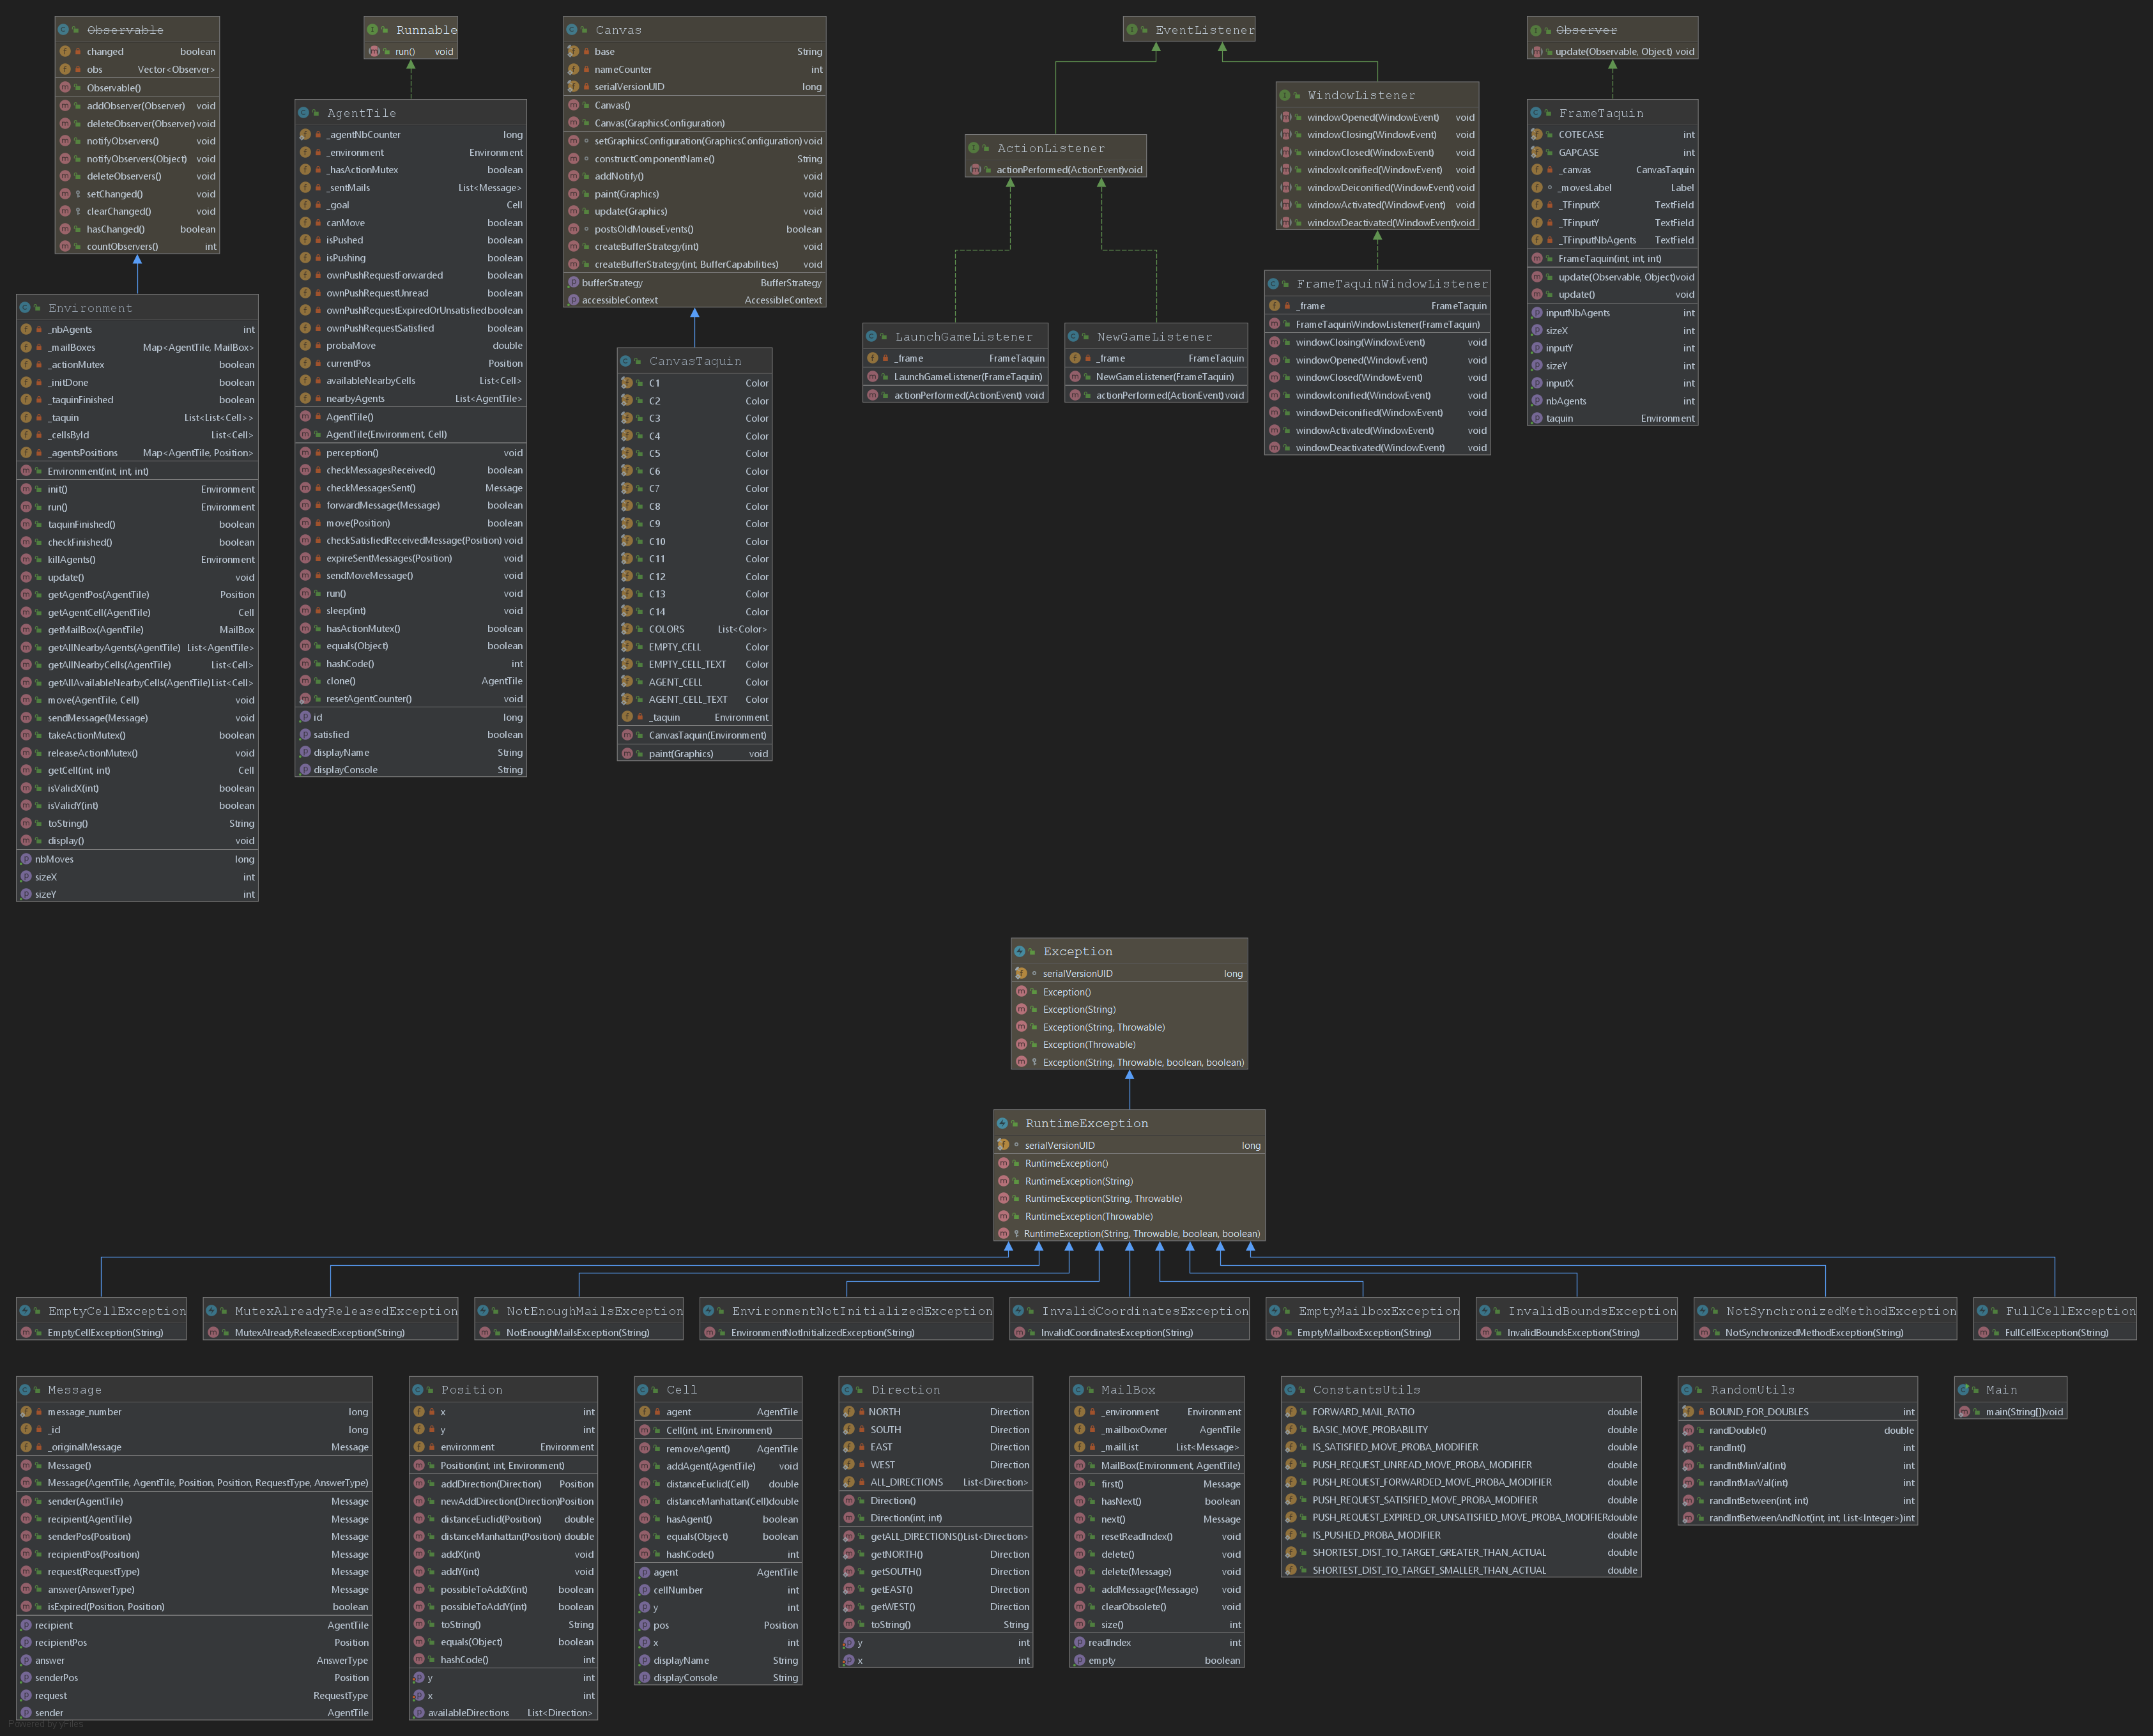 Observable
changed boolean
obs Vector<Observer>
Observable()
addObserver(Observer) void
deleteObserver(Observer) void
notifyObservers() void
notifyObservers(Object) void
deleteObservers() void
setChanged() void
clearChanged() void
hasChanged() boolean
countObservers() int
Runnable
run() void
Canvas
base String
nameCounter int
serialVersionUID long
Canvas()
Canvas(GraphicsConfiguration)
setGraphicsConfiguration(GraphicsConfiguration) void
constructComponentName() String
addNotify() void
paint(Graphics) void
update(Graphics) void
postsOldMouseEvents() boolean
createBufferStrategy(int) void
createBufferStrategy(int, BufferCapabilities) void
bufferStrategy BufferStrategy
accessibleContext AccessibleContext
EventListener
Observer
update(Observable, Object) void
ActionListener
actionPerformed(ActionEvent) void
WindowListener
windowOpened(WindowEvent) void
windowClosing(WindowEvent) void
windowClosed(WindowEvent) void
windowIconified(WindowEvent) void
windowDeiconified(WindowEvent) void
windowActivated(WindowEvent) void
windowDeactivated(WindowEvent) void
Environment
_nbAgents int
_mailBoxes Map<AgentTile, MailBox>
_actionMutex boolean
_initDone boolean
_taquinFinished boolean
_taquin List<List<Cell>>
_cellsById List<Cell>
_agentsPositions Map<AgentTile, Position>
Environment(int, int, int)
init() Environment
run() Environment
taquinFinished() boolean
checkFinished() boolean
killAgents() Environment
update() void
getAgentPos(AgentTile) Position
getAgentCell(AgentTile) Cell
getMailBox(AgentTile) MailBox
getAllNearbyAgents(AgentTile) List<AgentTile>
getAllNearbyCells(AgentTile) List<Cell>
getAllAvailableNearbyCells(AgentTile) List<Cell>
move(AgentTile, Cell) void
sendMessage(Message) void
takeActionMutex() boolean
releaseActionMutex() void
getCell(int, int) Cell
isValidX(int) boolean
isValidY(int) boolean
toString() String
display() void
nbMoves long
sizeX int
sizeY int
AgentTile
_agentNbCounter long
_environment Environment
_hasActionMutex boolean
_sentMails List<Message>
_goal Cell
canMove boolean
isPushed boolean
isPushing boolean
ownPushRequestForwarded boolean
ownPushRequestUnread boolean
ownPushRequestExpiredOrUnsatisfied boolean
ownPushRequestSatisfied boolean
probaMove double
currentPos Position
availableNearbyCells List<Cell>
nearbyAgents List<AgentTile>
AgentTile()
AgentTile(Environment, Cell)
perception() void
checkMessagesReceived() boolean
checkMessagesSent() Message
forwardMessage(Message) boolean
move(Position) boolean
checkSatisfiedReceivedMessage(Position) void
expireSentMessages(Position) void
sendMoveMessage() void
run() void
sleep(int) void
hasActionMutex() boolean
equals(Object) boolean
hashCode() int
clone() AgentTile
resetAgentCounter() void
id long
satisfied boolean
displayName String
displayConsole String
CanvasTaquin
C1 Color
C2 Color
C3 Color
C4 Color
C5 Color
C6 Color
C7 Color
C8 Color
C9 Color
C10 Color
C11 Color
C12 Color
C13 Color
C14 Color
COLORS List<Color>
EMPTY_CELL Color
EMPTY_CELL_TEXT Color
AGENT_CELL Color
AGENT_CELL_TEXT Color
_taquin Environment
CanvasTaquin(Environment)
paint(Graphics) void
LaunchGameListener
_frame FrameTaquin
LaunchGameListener(FrameTaquin)
actionPerformed(ActionEvent) void
NewGameListener
_frame FrameTaquin
NewGameListener(FrameTaquin)
actionPerformed(ActionEvent) void
FrameTaquinWindowListener
_frame FrameTaquin
FrameTaquinWindowListener(FrameTaquin)
windowClosing(WindowEvent) void
windowOpened(WindowEvent) void
windowClosed(WindowEvent) void
windowIconified(WindowEvent) void
windowDeiconified(WindowEvent) void
windowActivated(WindowEvent) void
windowDeactivated(WindowEvent) void
FrameTaquin
COTECASE int
GAPCASE int
_canvas CanvasTaquin
_movesLabel Label
_TFinputX TextField
_TFinputY TextField
_TFinputNbAgents TextField
FrameTaquin(int, int, int)
update(Observable, Object) void
update() void
inputNbAgents int
sizeX int
inputY int
sizeY int
inputX int
nbAgents int
taquin Environment
Exception
serialVersionUID long
Exception()
Exception(String)
Exception(String, Throwable)
Exception(Throwable)
Exception(String, Throwable, boolean, boolean)
RuntimeException
serialVersionUID long
RuntimeException()
RuntimeException(String)
RuntimeException(String, Throwable)
RuntimeException(Throwable)
RuntimeException(String, Throwable, boolean, boolean)
EmptyCellException
EmptyCellException(String)
MutexAlreadyReleasedException
MutexAlreadyReleasedException(String)
NotEnoughMailsException
NotEnoughMailsException(String)
EnvironmentNotInitializedException
EnvironmentNotInitializedException(String)
InvalidCoordinatesException
InvalidCoordinatesException(String)
EmptyMailboxException
EmptyMailboxException(String)
InvalidBoundsException
InvalidBoundsException(String)
NotSynchronizedMethodException
NotSynchronizedMethodException(String)
FullCellException
FullCellException(String)
Message
message_number long
_id long
_originalMessage Message
Message()
Message(AgentTile, AgentTile, Position, Position, RequestType, AnswerType)
sender(AgentTile) Message
recipient(AgentTile) Message
senderPos(Position) Message
recipientPos(Position) Message
request(RequestType) Message
answer(AnswerType) Message
isExpired(Position, Position) boolean
recipient AgentTile
recipientPos Position
answer AnswerType
senderPos Position
request RequestType
sender AgentTile
Position
x int
y int
environment Environment
Position(int, int, Environment)
addDirection(Direction) Position
newAddDirection(Direction) Position
distanceEuclid(Position) double
distanceManhattan(Position) double
addX(int) void
addY(int) void
possibleToAddX(int) boolean
possibleToAddY(int) boolean
toString() String
equals(Object) boolean
hashCode() int
y int
x int
availableDirections List<Direction>
Cell
agent AgentTile
Cell(int, int, Environment)
removeAgent() AgentTile
addAgent(AgentTile) void
distanceEuclid(Cell) double
distanceManhattan(Cell) double
hasAgent() boolean
equals(Object) boolean
hashCode() int
agent AgentTile
cellNumber int
y int
pos Position
x int
displayName String
displayConsole String
Direction
NORTH Direction
SOUTH Direction
EAST Direction
WEST Direction
ALL_DIRECTIONS List<Direction>
Direction()
Direction(int, int)
getALL_DIRECTIONS() List<Direction>
getNORTH() Direction
getSOUTH() Direction
getEAST() Direction
getWEST() Direction
toString() String
y int
x int
MailBox
_environment Environment
_mailboxOwner AgentTile
_mailList List<Message>
MailBox(Environment, AgentTile)
first() Message
hasNext() boolean
next() Message
resetReadIndex() void
delete() void
delete(Message) void
addMessage(Message) void
clearObsolete() void
size() int
readIndex int
empty boolean
ConstantsUtils
FORWARD_MAIL_RATIO double
BASIC_MOVE_PROBABILITY double
IS_SATISFIED_MOVE_PROBA_MODIFIER double
PUSH_REQUEST_UNREAD_MOVE_PROBA_MODIFIER double
PUSH_REQUEST_FORWARDED_MOVE_PROBA_MODIFIER double
PUSH_REQUEST_SATISFIED_MOVE_PROBA_MODIFIER double
PUSH_REQUEST_EXPIRED_OR_UNSATISFIED_MOVE_PROBA_MODIFIER double
IS_PUSHED_PROBA_MODIFIER double
SHORTEST_DIST_TO_TARGET_GREATER_THAN_ACTUAL double
SHORTEST_DIST_TO_TARGET_SMALLER_THAN_ACTUAL double
RandomUtils
BOUND_FOR_DOUBLES int
randDouble() double
randInt() int
randIntMinVal(int) int
randIntMavVal(int) int
randIntBetween(int, int) int
randIntBetweenAndNot(int, int, List<Integer>) int
Main
main(String[]) void
Powered by yFiles